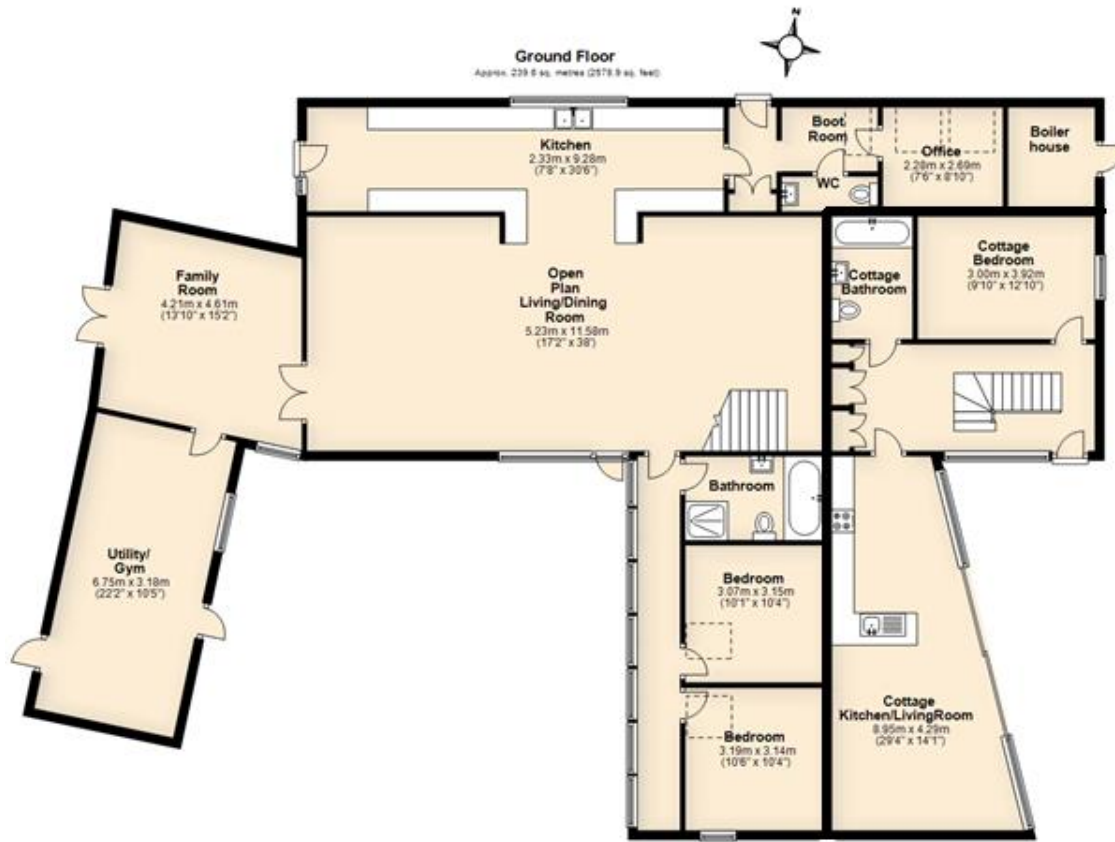 N
Ground Floor
Approx. 239.6 sq. metres (2578.9 sq. feet)
Kitchen
2.33m x 9.28m
(7'8" x 30'6")
Boot
Room
WC
Office
2.28m x 2.69m
(7'6" x 8'10")
Boiler
house
Family
Room
4.21m x 4.61m
(13'10" x 15'2")
Open
Plan
Living/Dining
Room
5.23m x 11.58m
(17'2" x 38')
Cottage
Bathroom
Cottage
Bedroom
3.00m x 3.92m
(9'10" x 12'10")
Utility/
Gym
6.75m x 3.18m
(22'2" x 10'5")
Bathroom
Bedroom
3.07m x 3.15m
(10'1" x 10'4")
Bedroom
3.19m x 3.14m
(10'6" x 10'4")
Cottage
Kitchen/LivingRoom
8.95m x 4.29m
(29'4" x 14'1")